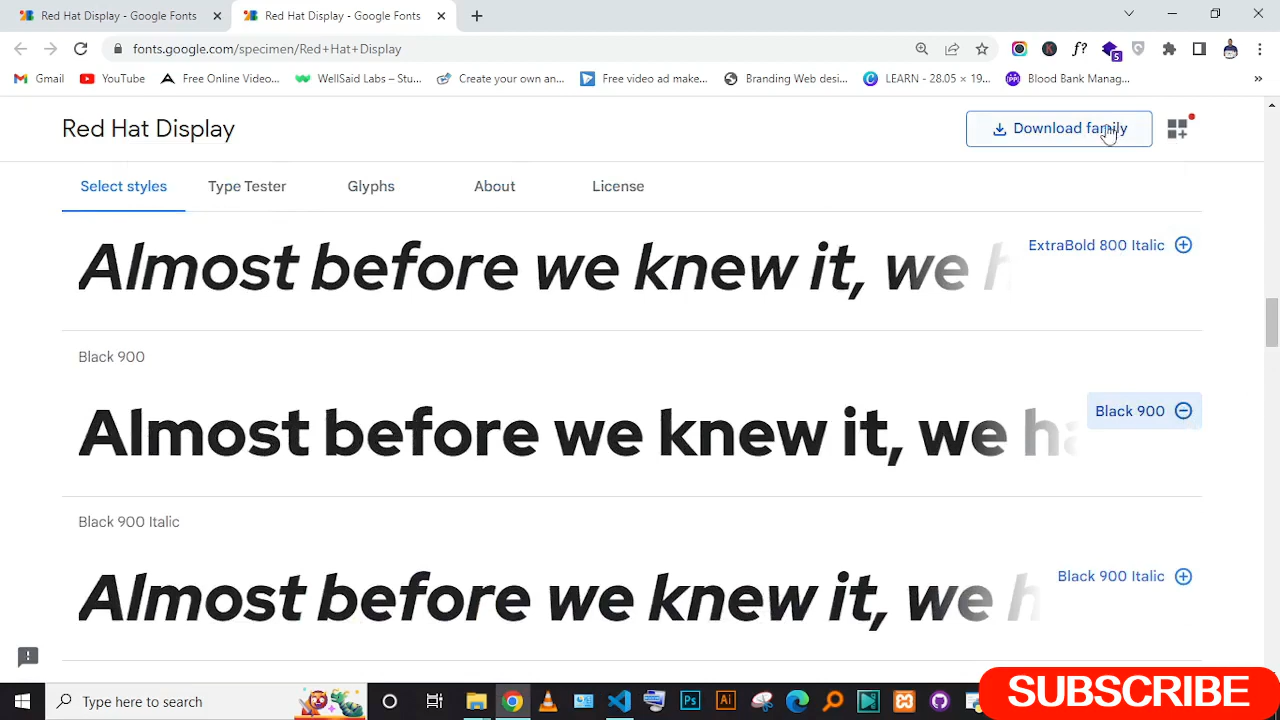 Red Hat Display - Google Fonts
Red Hat Display - Google Fonts
fonts.google.com/specimen/Red+Hat+Display
f?
5
Gmail
YouTube
Free Online Video...
WellSaid Labs – Stu...
Create your own an...
Free video ad make...
Branding Web desi...
LEARN - 28.05 × 19...
Blood Bank Manag...
»
Red Hat Display
Download family
Select styles
Type Tester
Glyphs
About
License
Almost before we knew it, we h
ExtraBold 800 Italic
Black 900
Almost before we knew it, we ha
Black 900
Black 900 Italic
Almost before we knew it, we h
Black 900 Italic
Type here to search
Ps
Ai
SUBSCRIBE